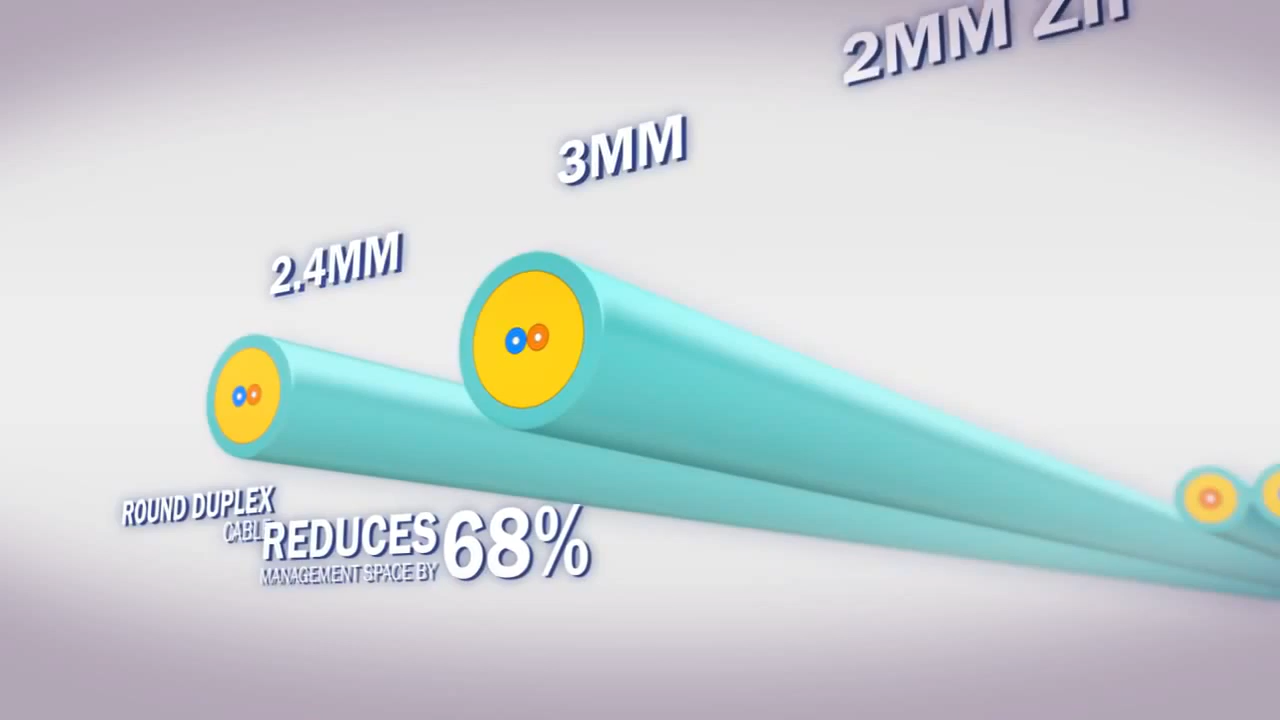 2MM
3MM
2.4MM
ROUND DUPLEX
REDUCES 68%
MANAGEMENT SPACE BY